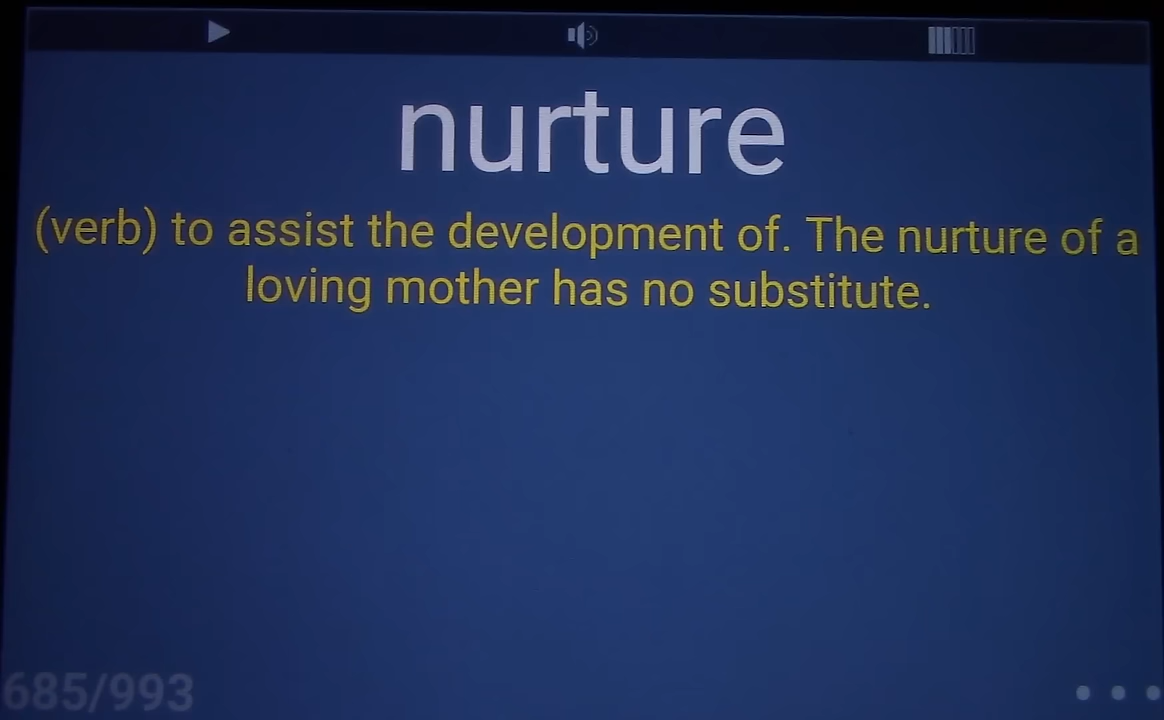 nurture
(verb) to assist the development of. The nurture of a
loving mother has no substitute.
685/993